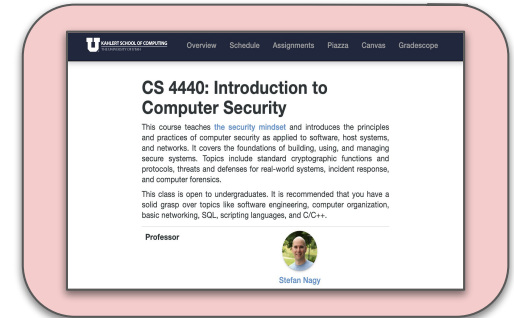 KAHLERT SCHOOL OF COMPUTING
THE UNIVERSITY OF UTAH
Overview Schedule Assignments Piazza Canvas Gradescope
CS 4440: Introduction to
Computer Security
This course teaches the security mindset and introduces the principles
and practices of computer security as applied to software, host systems,
and networks. It covers the foundations of building, using, and managing
secure systems. Topics include standard cryptographic functions and
protocols, threats and defenses for real-world systems, incident response,
and computer forensics.
This class is open to undergraduates. It is recommended that you have a
solid grasp over topics like software engineering, computer organization,
basic networking, SQL, scripting languages, and C/C++.
Professor
Stefan Nagy